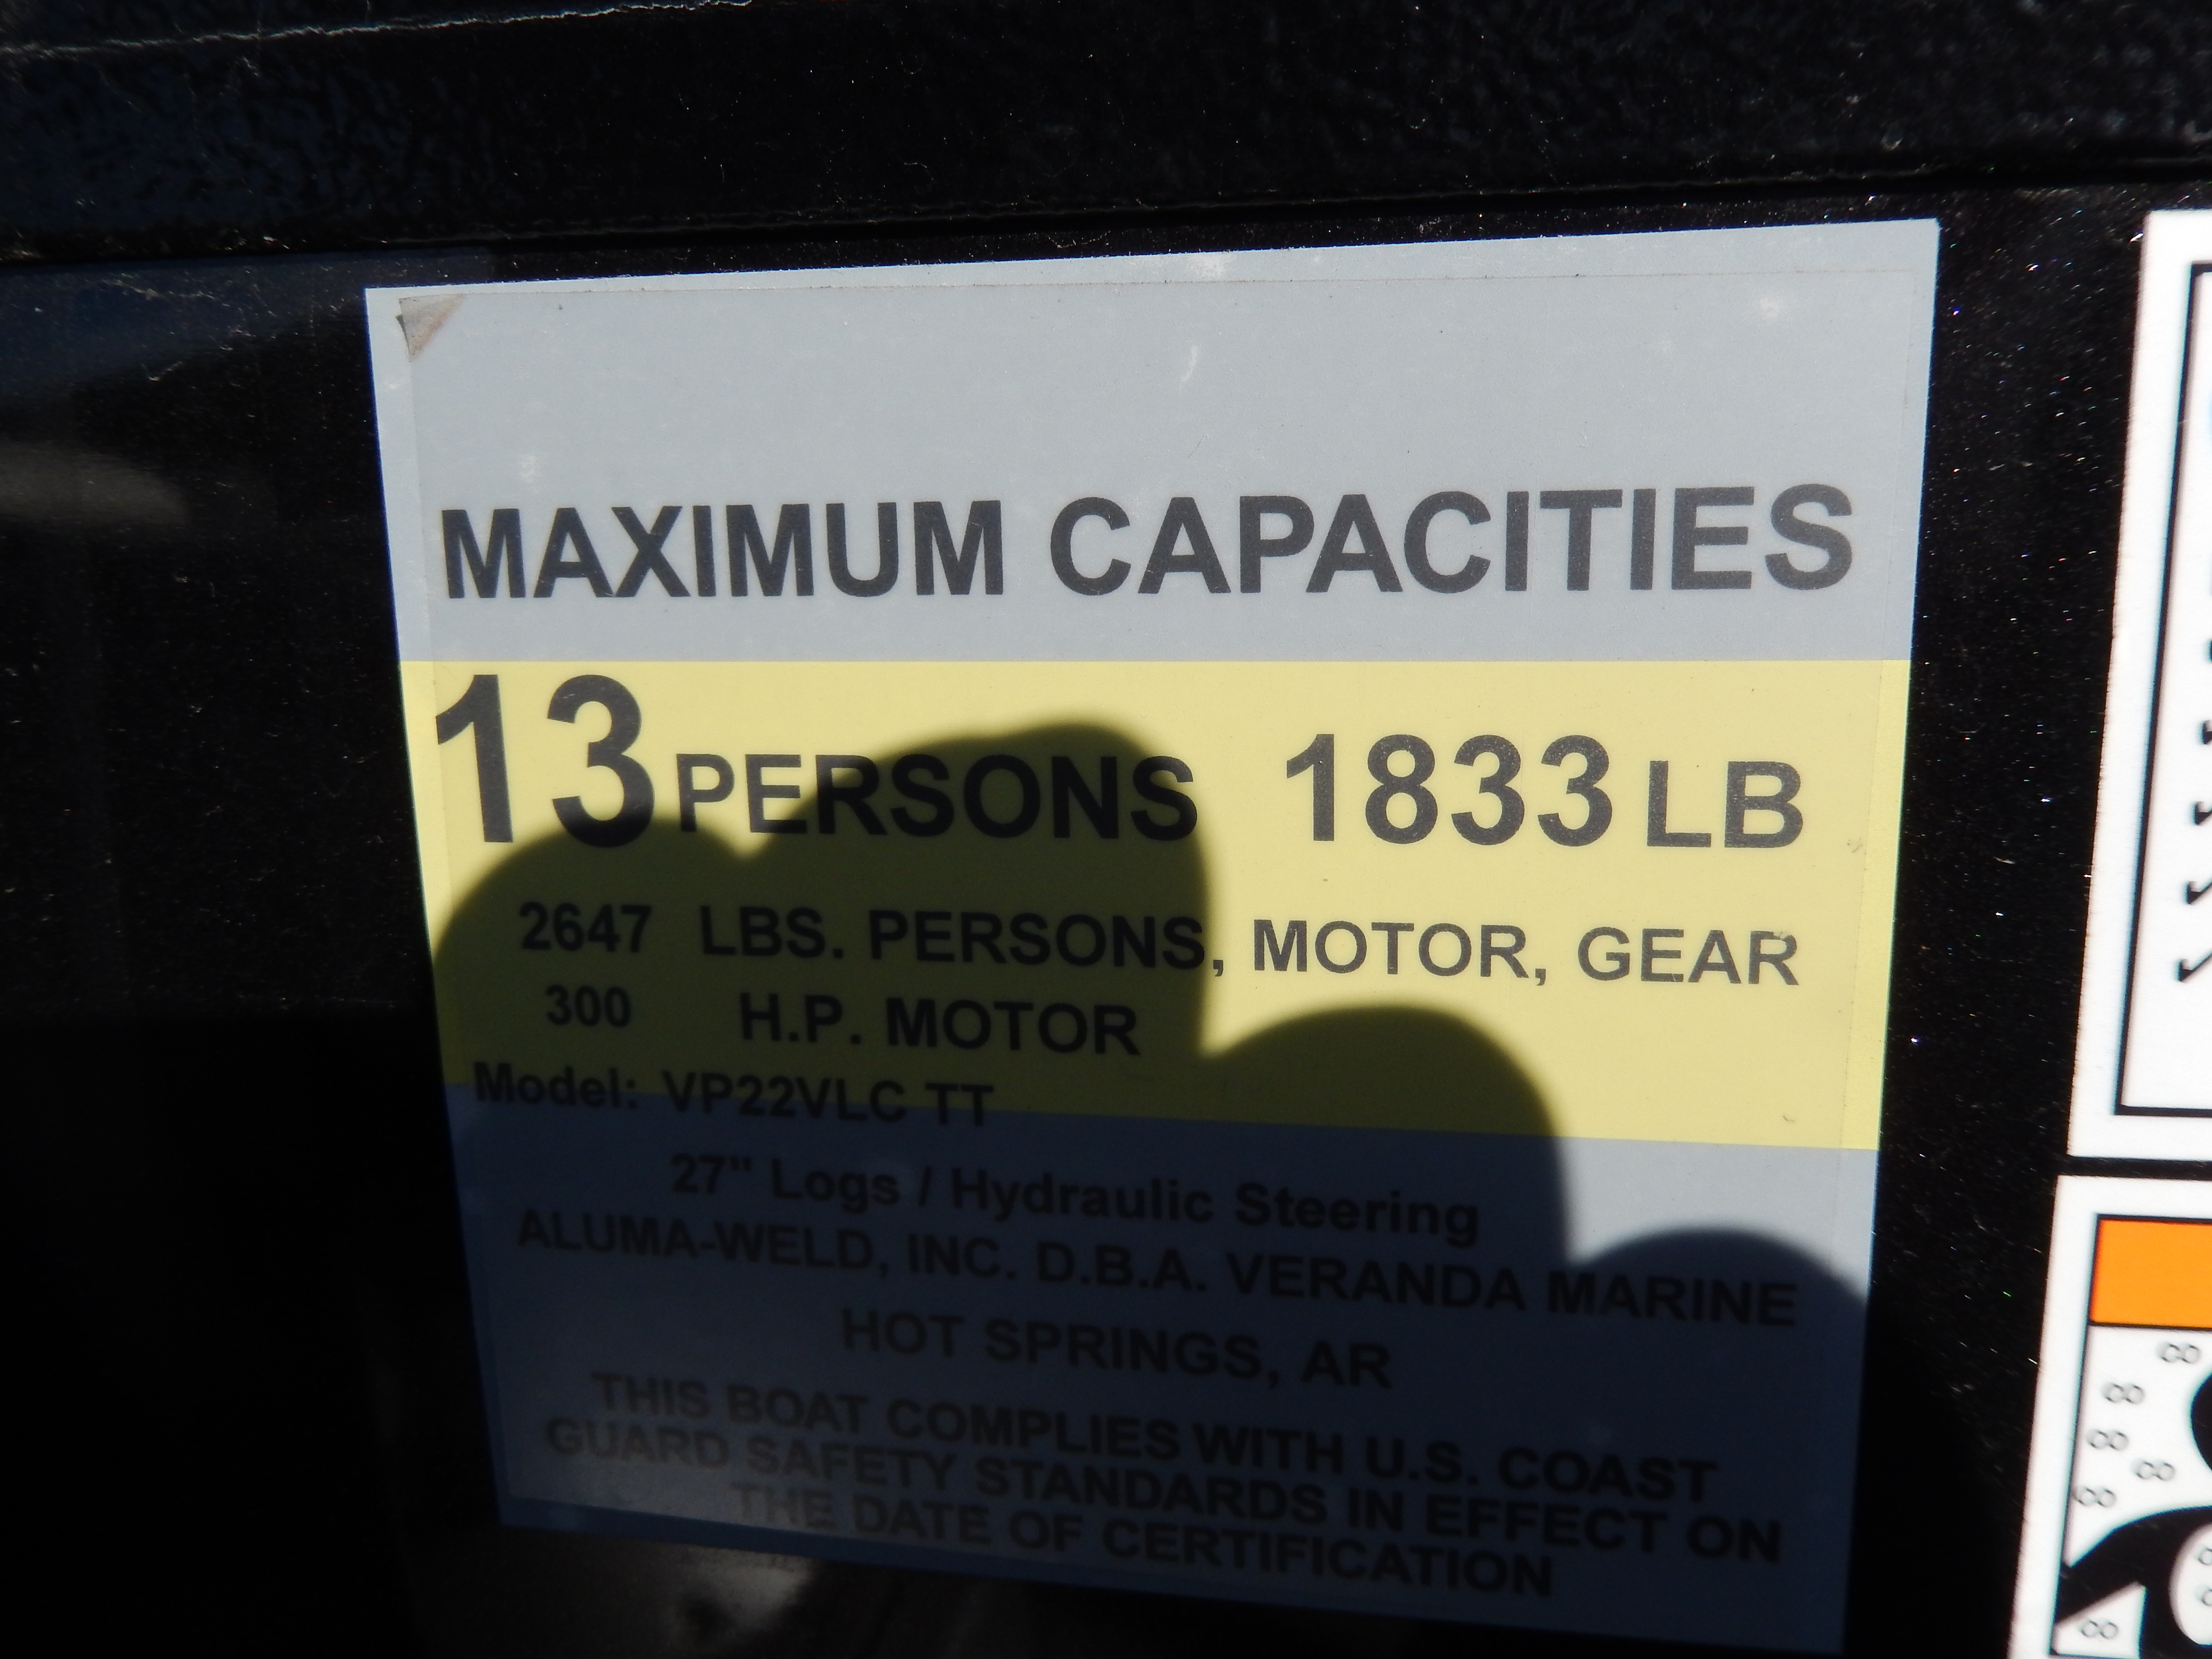 MAXIMUM CAPACITIES
13 PERSONS 1833 LB
2647 LBS. PERSONS, MOTOR, GEAR
300 H.P. MOTOR
Model: VP22VLC TT
27" Logs / Hydraulic Steering
ALUMA-WELD, INC. D.B.A. VERANDA MARINE
HOT SPRINGS, AR
THIS BOAT COMPLIES WITH U.S. COAST
GUARD SAFETY STANDARDS IN EFFECT ON
THE DATE OF CERTIFICATION